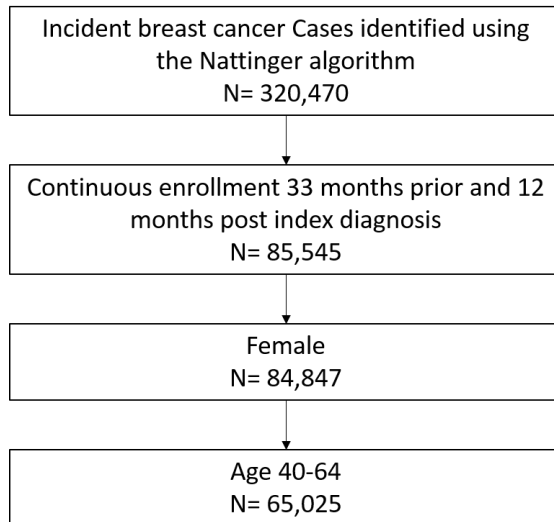 Incident breast cancer Cases identified using
the Nattinger algorithm
N= 320,470
Continuous enrollment 33 months prior and 12
months post index diagnosis
N= 85,545
Female
N= 84,847
Age 40-64
N= 65,025